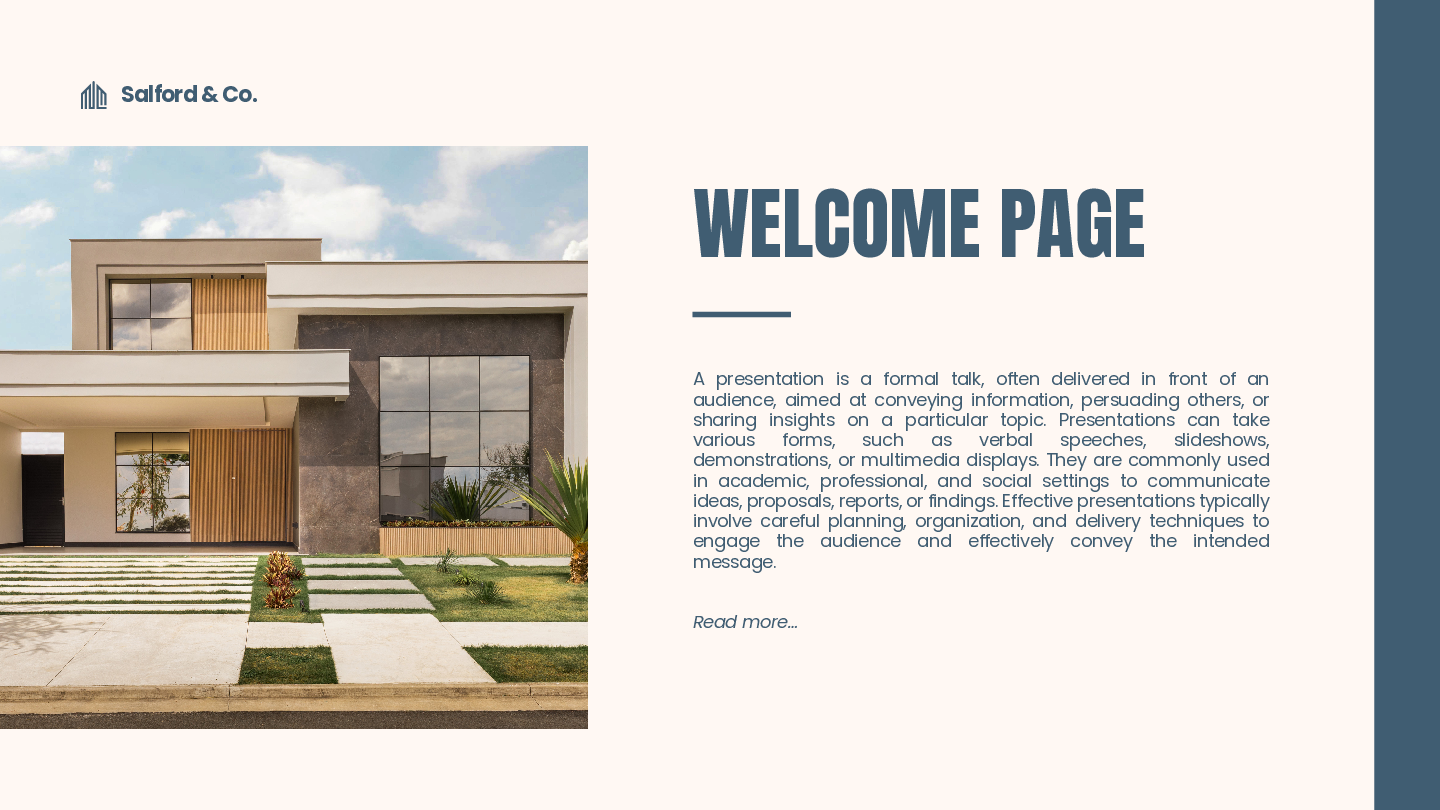 Salford & Co.
WELCOME PAGE
A presentation is a formal talk, often delivered in front of an
audience, aimed at conveying information, persuading others, or
sharing insights on a particular topic. Presentations can take
various forms, such as verbal speeches, slideshows,
demonstrations, or multimedia displays. They are commonly used
in academic, professional, and social settings to communicate
ideas, proposals, reports, or findings. Effective presentations typically
involve careful planning, organization, and delivery techniques to
engage the audience and effectively convey the intended
message.
Read more...